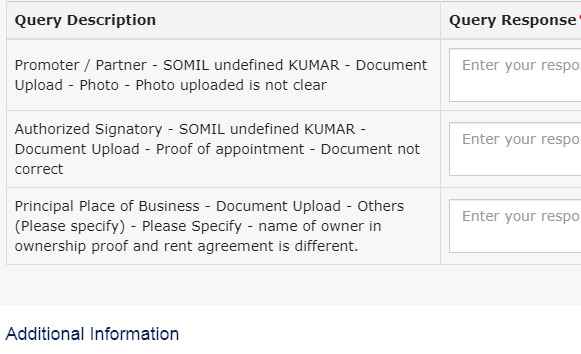 Query Description Query Response*
Promoter / Partner - SOMIL undefined KUMAR - Document
Upload - Photo - Photo uploaded is not clear
Enter your respo
Authorized Signatory - SOMIL undefined KUMAR -
Document Upload - Proof of appointment - Document not
correct
Enter your respo
Principal Place of Business - Document Upload - Others
(Please specify) - Please Specify - name of owner in
ownership proof and rent agreement is different.
Enter your respo
Additional Information